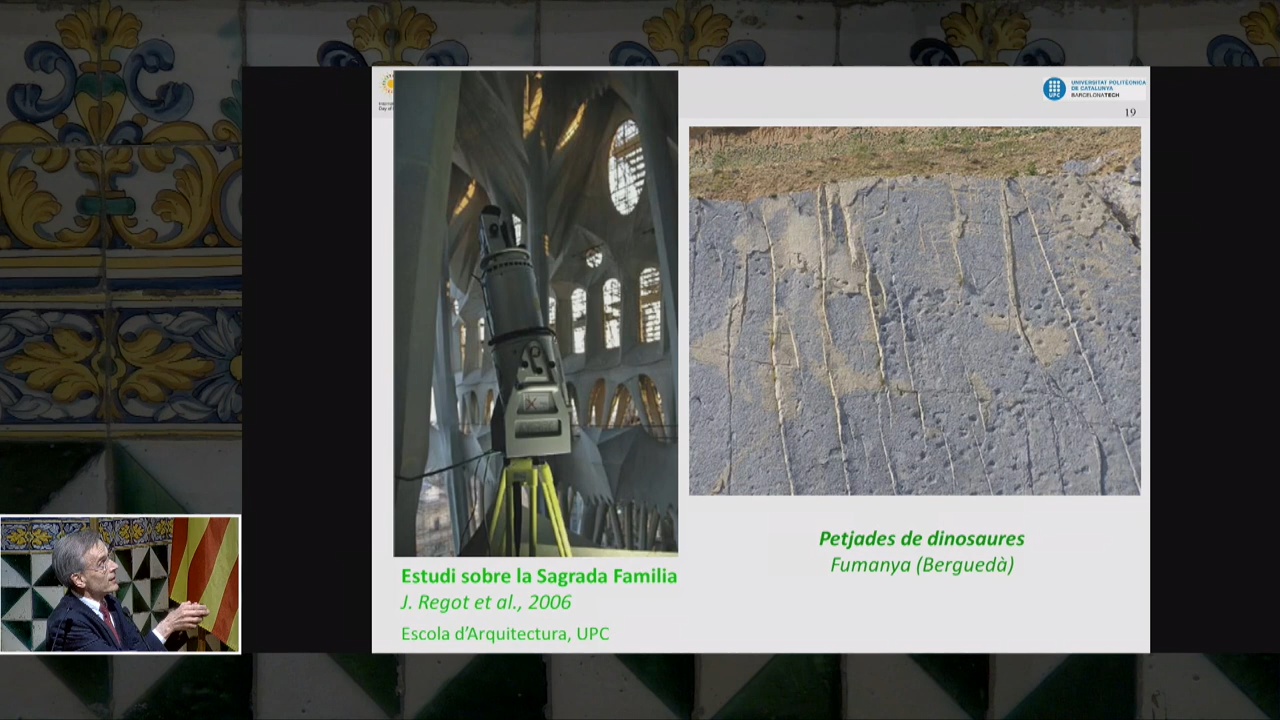 UNIVERSITAT POLITÈCNICA
DE CATALUNYA
BARCELONATECH
UPC
19
Estudi sobre la Sagrada Familia
J. Regot et al., 2006
Escola d'Arquitectura, UPC
Petjades de dinosaures
Fumanya (Berguedà)